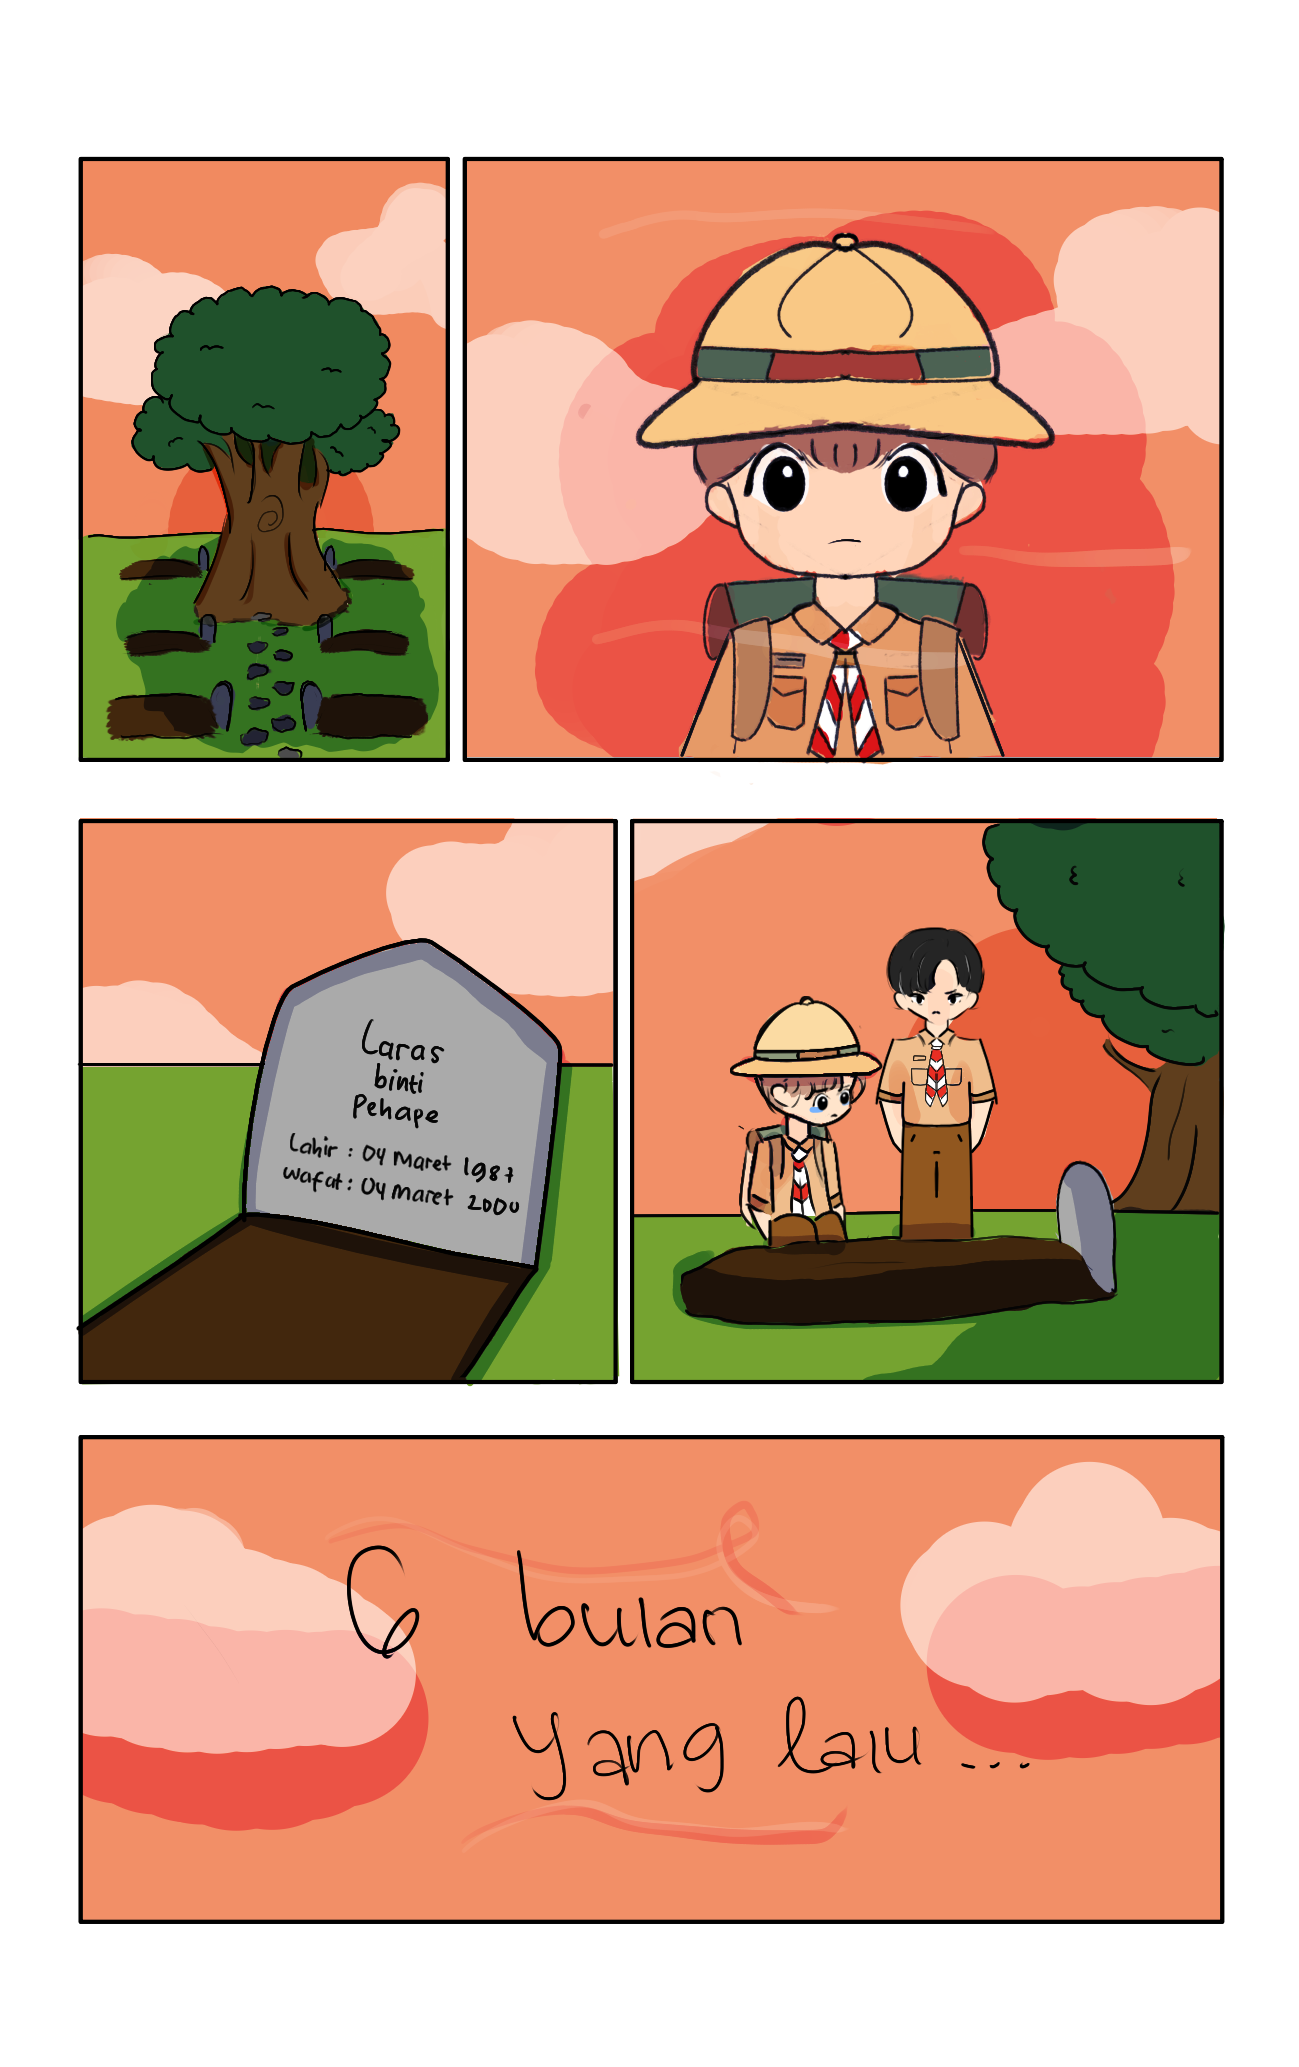 Laras
binti
Pehape
Lahir : 04 Maret 1987
Wafat : 04 Maret 2000
6 bulan
yang lalu ...